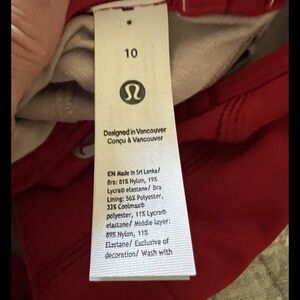 10
Designed in Vancouver
Conçu à Vancouver
EN Made in Sri Lanka/
Bra: 81% Nylon, 19%
Lycra® elastane/ Bra
Lining: 56% Polyester,
33% Coolmax®
polyester, 11% Lycra®
elastane/ Middle layer:
89% Nylon, 11%
Elastane/ Exclusive of
decoration/ Wash with